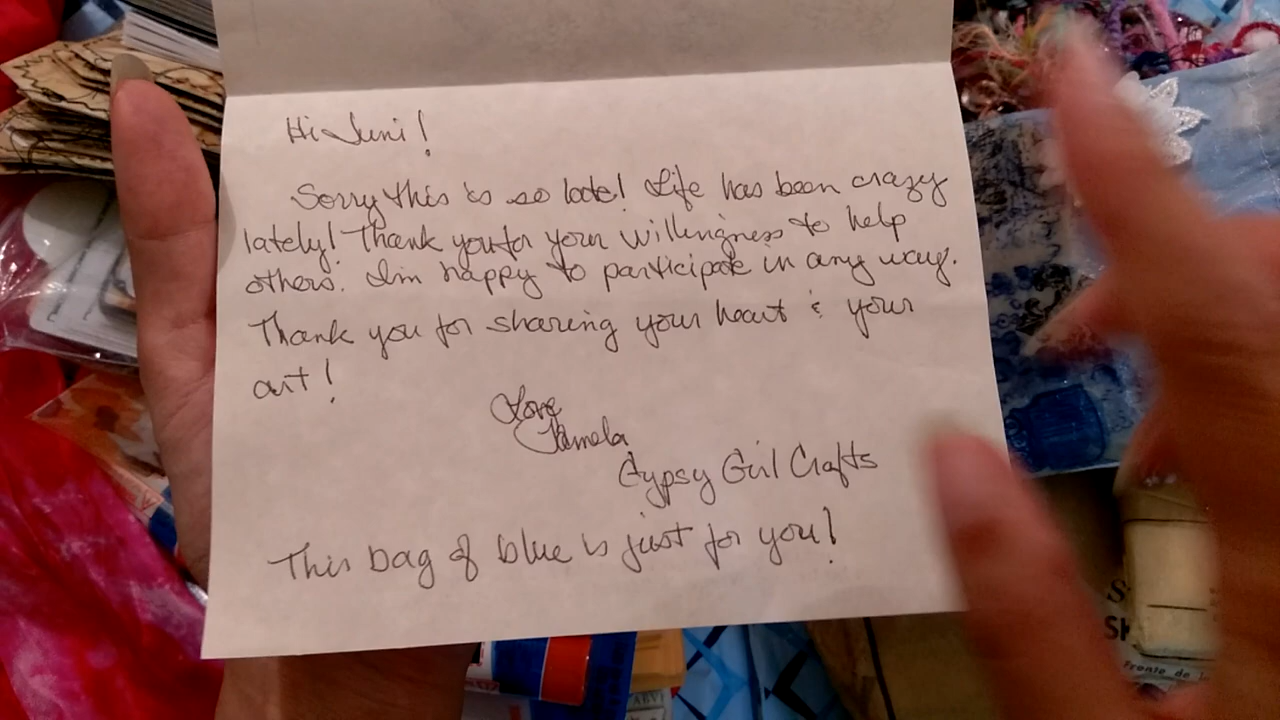 Hi Juni!
Sorry this is so late! Life has been crazy
lately! Thank you for your willingness to help
others. I'm happy to participate in any way.
Thank you for sharing your heart & your
art!
Love
Pamela
Gypsy Girl Crafts
This bag of blue is just for you!
Frente de